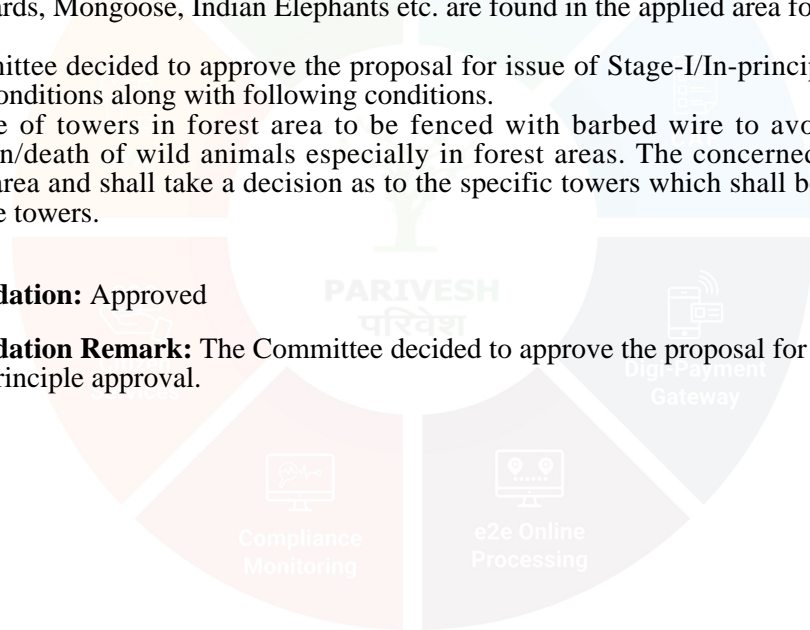 ards, Mongoose, Indian Elephants etc. are found in the applied area fo
nittee decided to approve the proposal for issue of Stage-I/In-princi
onditions along with following conditions.
e of towers in forest area to be fenced with barbed wire to avo
n/death of wild animals especially in forest areas. The concerned
area and shall take a decision as to the specific towers which shall b
e towers.
PARIVESH
परिवेश
dation: Approved
dation Remark: The Committee decided to approve the proposal for
rinciple approval.
Services
Digi-Payment
Gateway
Compliance
Monitoring
e2e Online
Processing